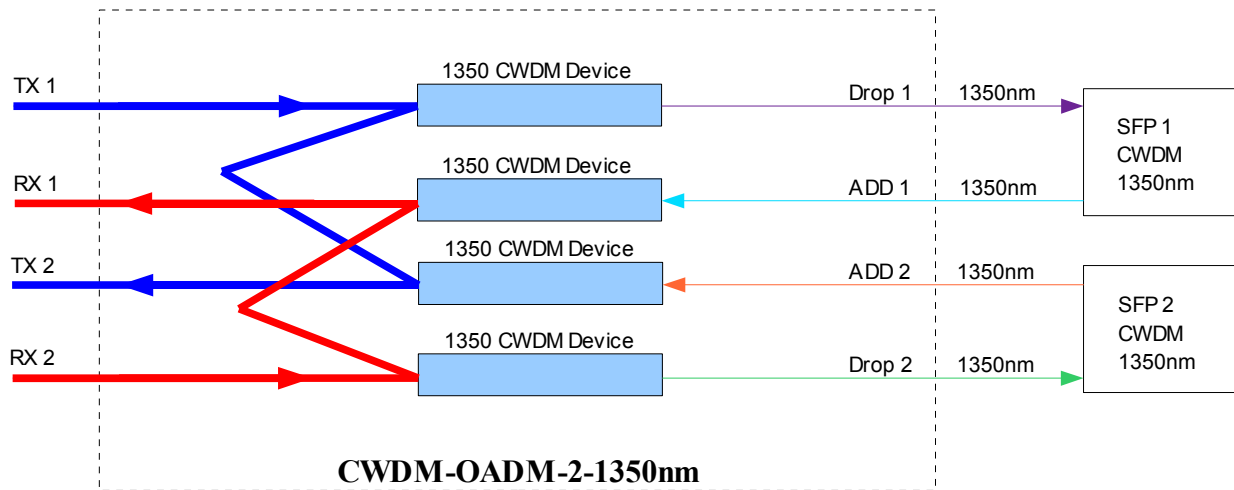 1350 CWDM Device
TX 1
Drop 1
1350nm
SFP 1
CWDM
1350nm
1350 CWDM Device
RX 1
ADD 1
1350nm
1350 CWDM Device
TX 2
ADD 2
1350nm
SFP 2
CWDM
1350nm
1350 CWDM Device
RX 2
Drop 2
1350nm
CWDM-OADM-2-1350nm